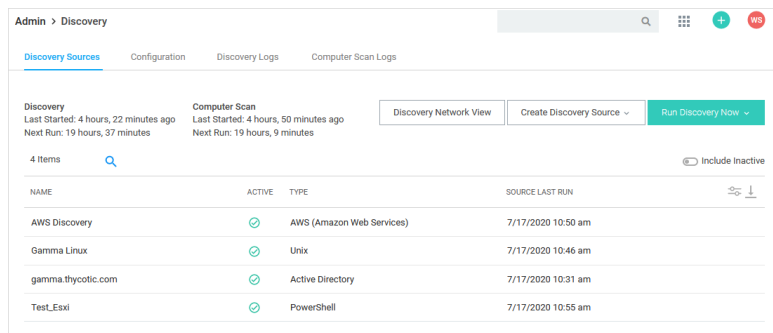 Admin > Discovery
WS
Discovery Sources Configuration Discovery Logs Computer Scan Logs
Discovery
Last Started: 4 hours, 22 minutes ago
Next Run: 19 hours, 37 minutes
Computer Scan
Last Started: 4 hours, 50 minutes ago
Next Run: 19 hours, 9 minutes
Discovery Network View
Create Discovery Source
Run Discovery Now
4 Items
Include Inactive
NAME ACTIVE TYPE SOURCE LAST RUN
AWS Discovery AWS (Amazon Web Services) 7/17/2020 10:50 am
Gamma Linux Unix 7/17/2020 10:46 am
gamma.thycotic.com Active Directory 7/17/2020 10:31 am
Test_Esxi PowerShell 7/17/2020 10:55 am